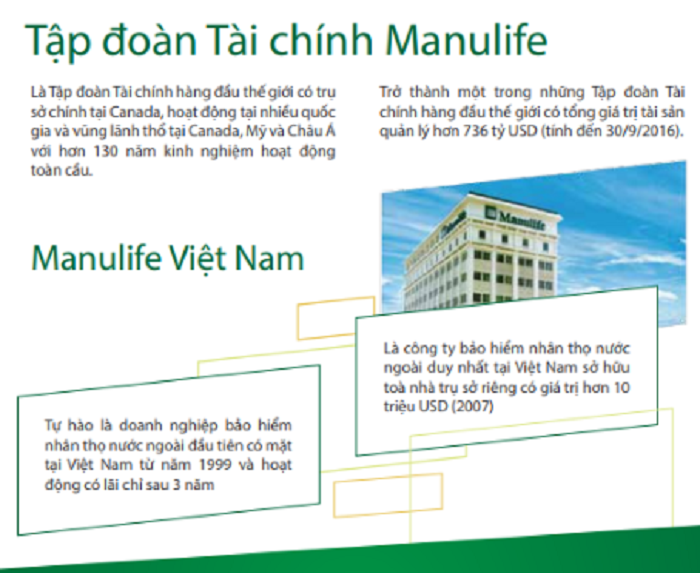 Tập đoàn Tài chính Manulife
Là Tập đoàn Tài chính hàng đầu thế giới có trụ
sở chính tại Canada, hoạt động tại nhiều quốc
gia và vũng lãnh thổ tại Canada, Mỹ và Châu Á
với hơn 130 năm kinh nghiệm hoạt động
toàn cầu.
Trở thành một trong những Tập đoàn Tài
chính hàng đầu thế giới có tổng giá trị tài sản
quản lý hơn 736 tỷ USD (tính đến 30/9/2016).
Manulife
Manulife Việt Nam
Là công ty bảo hiểm nhân thọ nước
ngoài duy nhất tại Việt Nam sở hữu
toà nhà trụ sở riêng có giá trị hơn 10
triệu USD (2007)
Tự hào là doanh nghiệp bảo hiểm
nhân thọ nước ngoài đầu tiên có mặt
tại Việt Nam từ năm 1999 và hoạt
động có lãi chỉ sau 3 năm